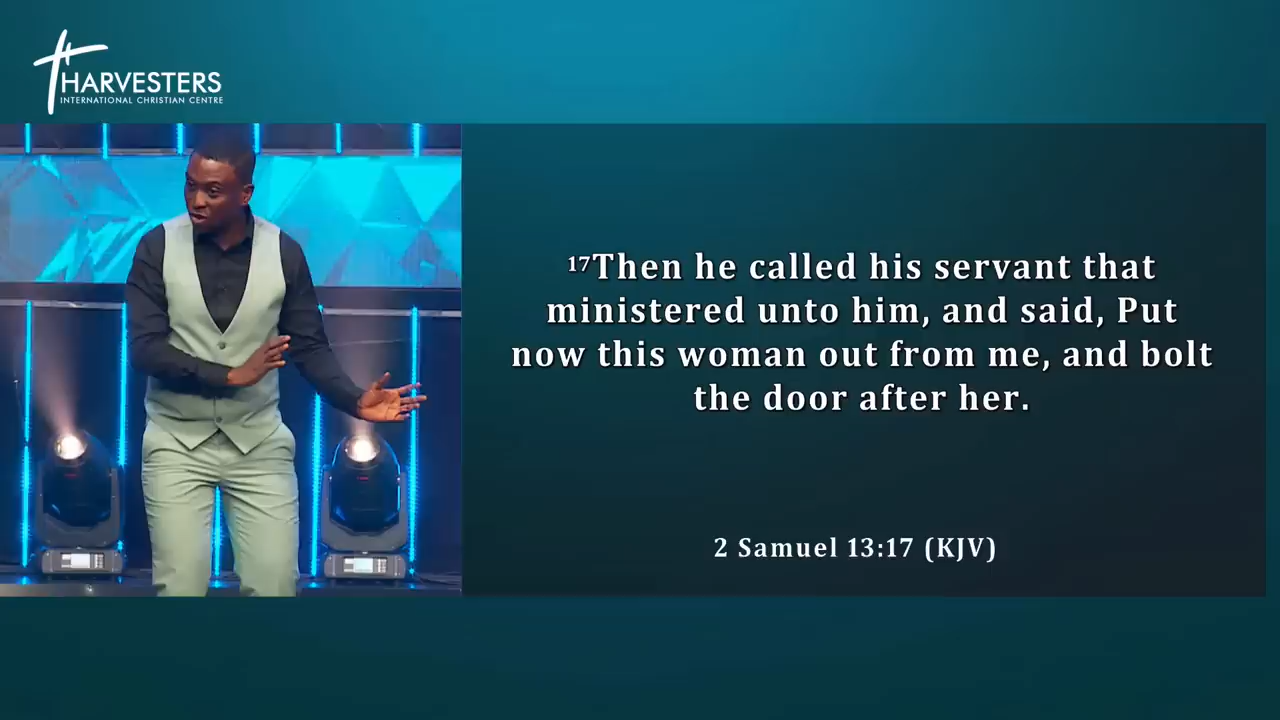 HARVESTERS
INTERNATIONAL CHRISTIAN CENTRE
17Then he called his servant that
ministered unto him, and said, Put
now this woman out from me, and bolt
the door after her.
2 Samuel 13:17 (KJV)